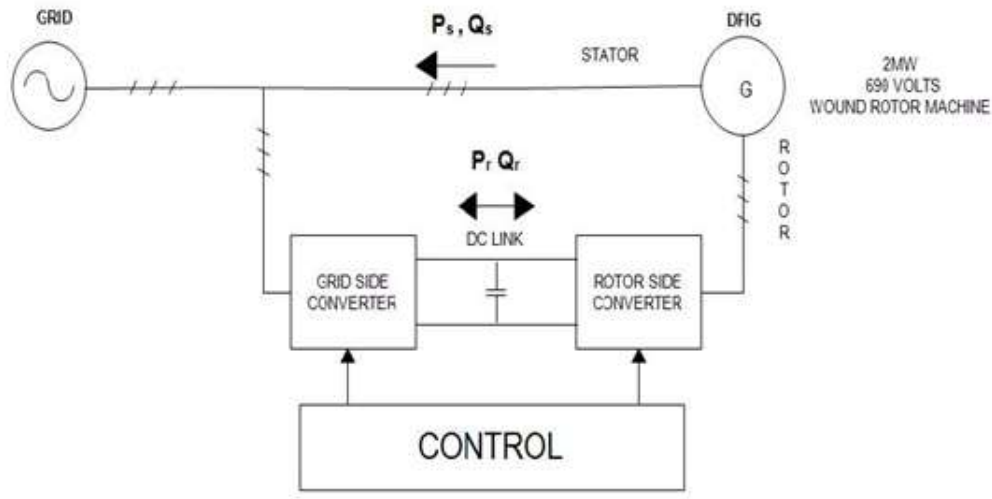 GRID
Ps , Qs
DFIG
STATOR
G
2MW
690 VOLTS
WOUND ROTOR MACHINE
ROTOR
Pr Qr
DC LINK
GRID SIDE
CONVERTER
ROTOR SIDE
CONVERTER
CONTROL